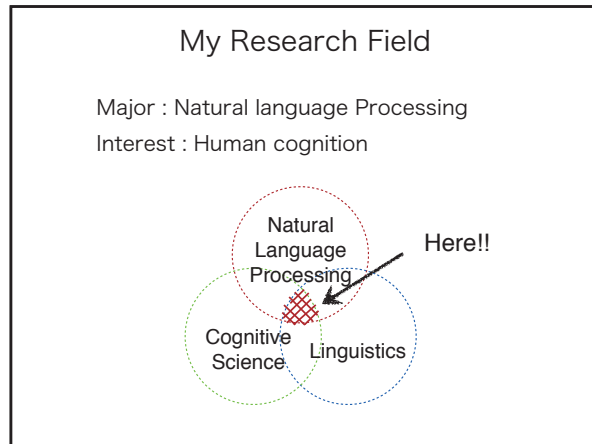 My Research Field
Major : Natural language Processing
Interest : Human cognition
Natural
Language
Processing
Here!!
Cognitive
Science
Linguistics